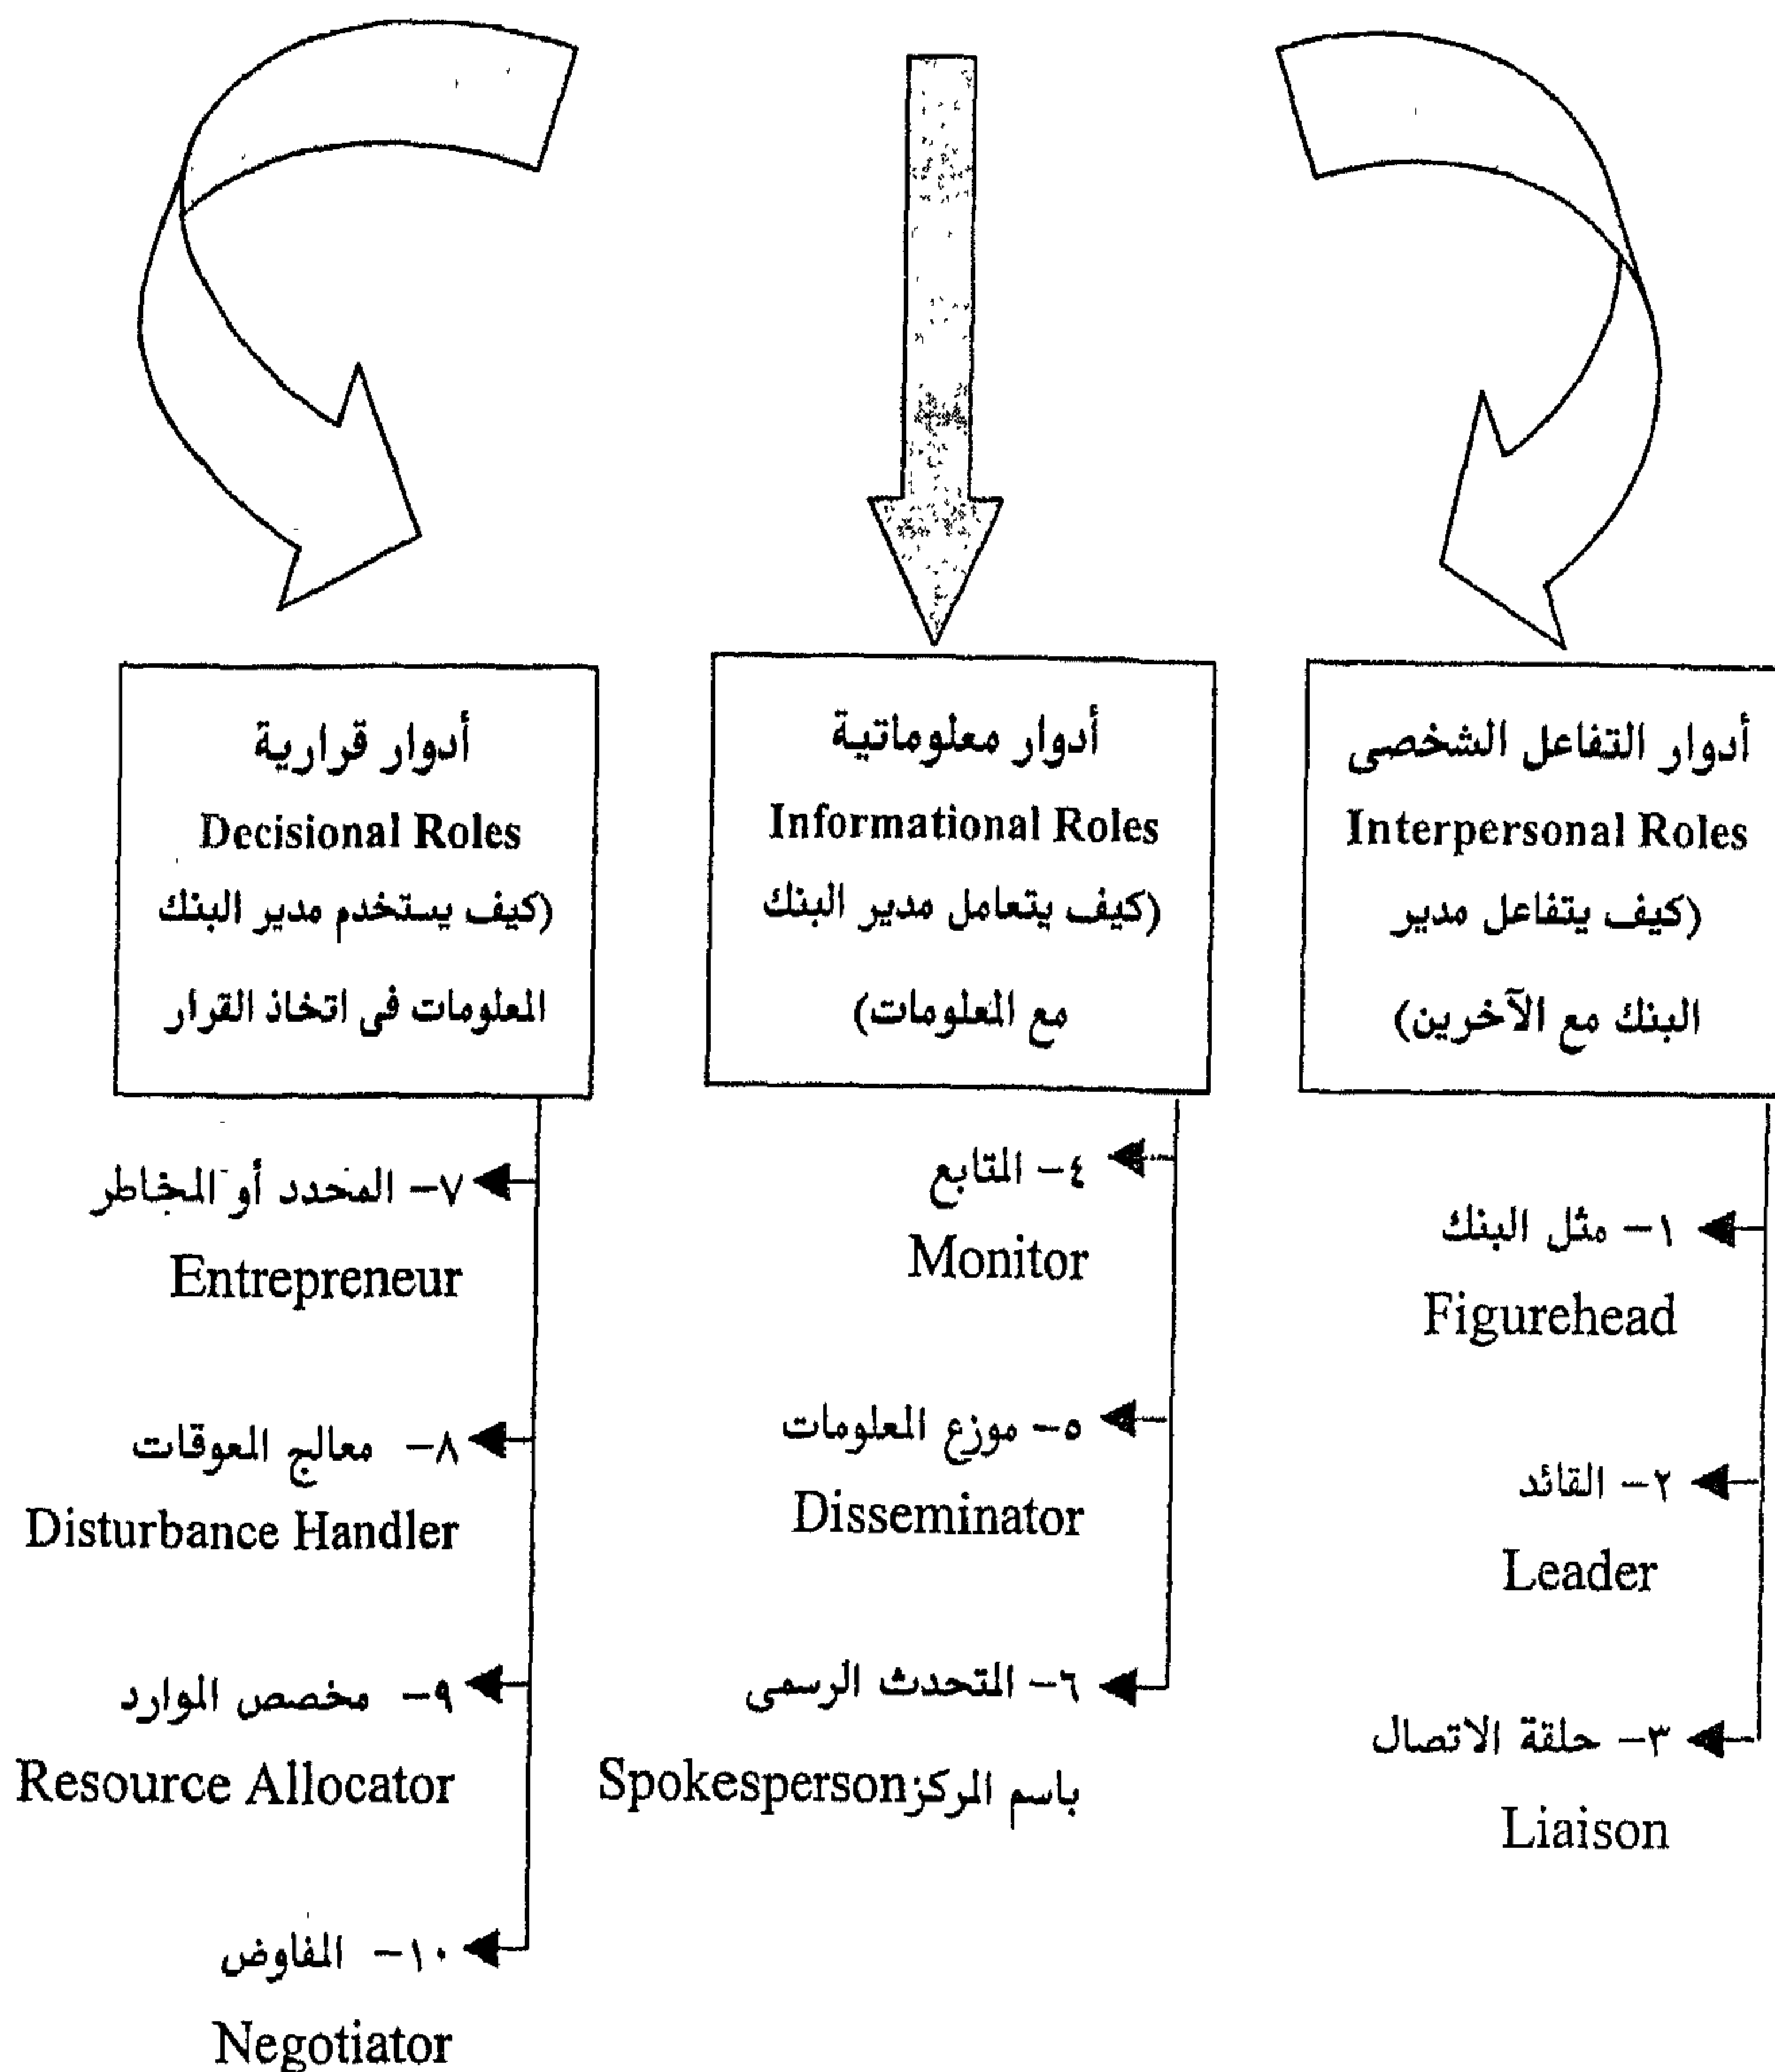 أدوار التفاعل الشخصى
Interpersonal Roles
(كيف يتفاعل مدير
البنك مع الآخرين)
١- مثل البنك
Figurehead
٢- القائد
Leader
٣- حلقة الاتصال
Liaison
أدوار معلوماتية
Informational Roles
(كيف يتعامل مدير البنك
مع المعلومات)
٤- المتابع
Monitor
٥- موزع المعلومات
Disseminator
٦- المتحدث الرسمى
باسم المركز Spokesperson
أدوار قرارية
Decisional Roles
(كيف يستخدم مدير البنك
المعلومات فى اتخاذ القرار
٧- المحدد أو المخاطر
Entrepreneur
٨- معالج المعوقات
Disturbance Handler
٩- مخصص الموارد
Resource Allocator
١٠- المفاوض
Negotiator